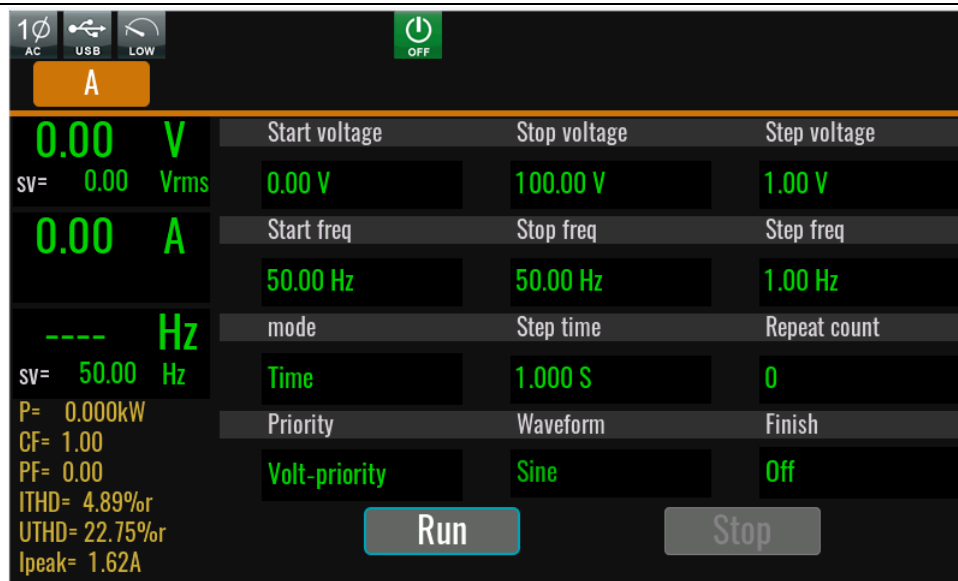 1Ø
AC
USB
LOW
OFF
A
0.00 V
sv= 0.00 Vrms
0.00 A
---- Hz
sv= 50.00 Hz
P= 0.000kW
CF= 1.00
PF= 0.00
ITHD= 4.89%r
UTHD= 22.75%r
Ipeak= 1.62A
Start voltage Stop voltage Step voltage
0.00 V 100.00 V 1.00 V
Start freq Stop freq Step freq
50.00 Hz 50.00 Hz 1.00 Hz
mode Step time Repeat count
Time 1.000 S 0
Priority Waveform Finish
Volt-priority Sine Off
Run Stop